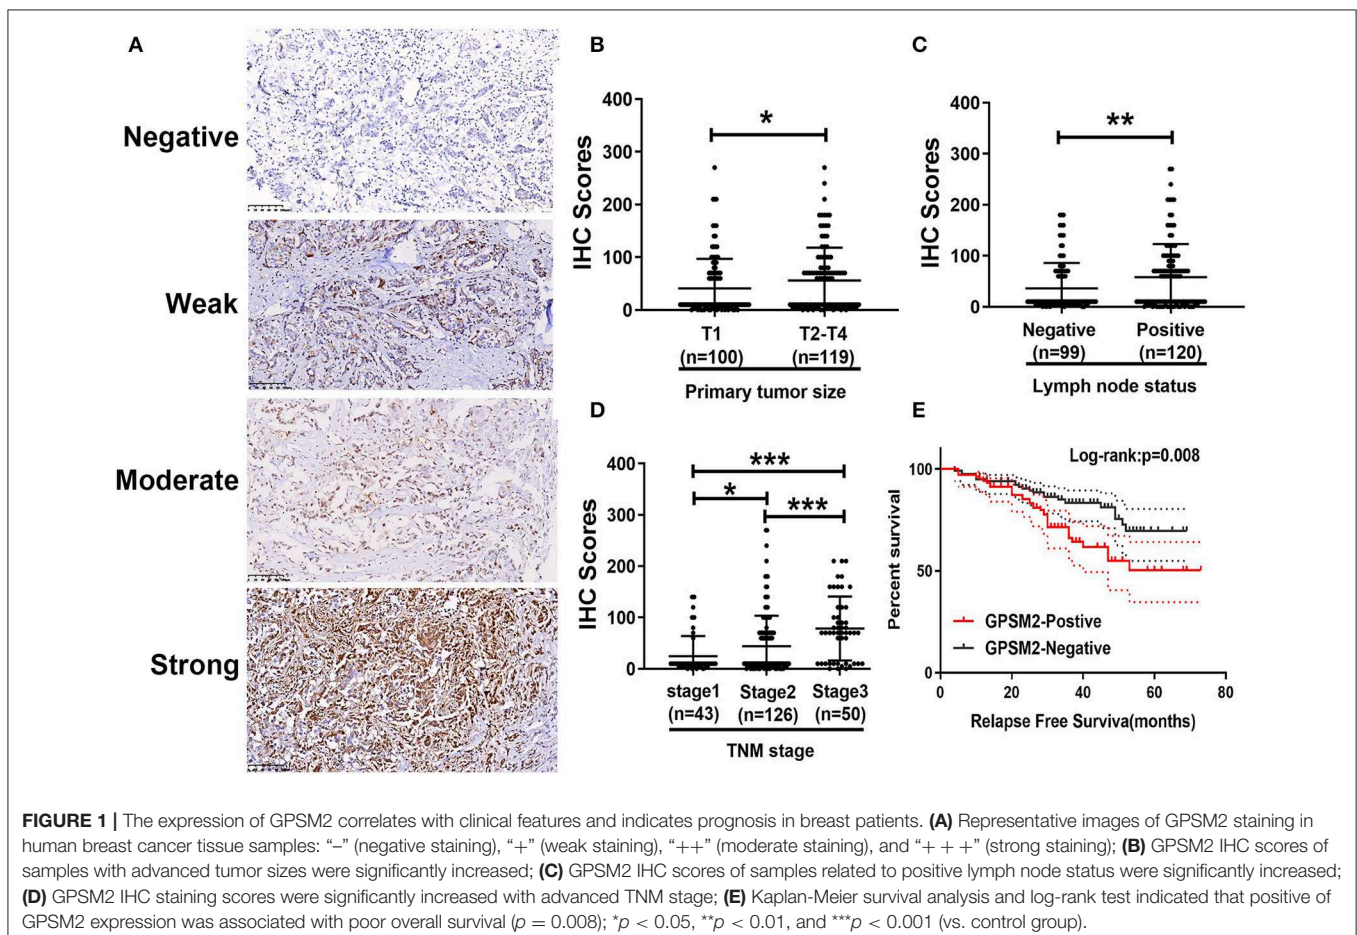 A
Negative
Weak
Moderate
Strong
B
400
300
200
100
0
IHC Scores
*
T1
T2-T4
(n=100)
(n=119)
Primary tumor size
C
400
300
200
100
0
IHC Scores
**
Negative
Positive
(n=99)
(n=120)
Lymph node status
D
400
300
200
100
0
IHC Scores
***
*
***
stage1
Stage2
Stage3
(n=43)
(n=126)
(n=50)
TNM stage
E
Log-rank:p=0.008
100
50
0
Percent survival
GPSM2-Postive
GPSM2-Negative
0
20
40
60
80
Relapse Free Surviva(months)
FIGURE 1 | The expression of GPSM2 correlates with clinical features and indicates prognosis in breast patients. (A) Representative images of GPSM2 staining in
human breast cancer tissue samples: “–” (negative staining), “+” (weak staining), “++” (moderate staining), and “+ + +” (strong staining); (B) GPSM2 IHC scores of
samples with advanced tumor sizes were significantly increased; (C) GPSM2 IHC scores of samples related to positive lymph node status were significantly increased;
(D) GPSM2 IHC staining scores were significantly increased with advanced TNM stage; (E) Kaplan-Meier survival analysis and log-rank test indicated that positive of
GPSM2 expression was associated with poor overall survival (p = 0.008); *p < 0.05, **p < 0.01, and ***p < 0.001 (vs. control group).